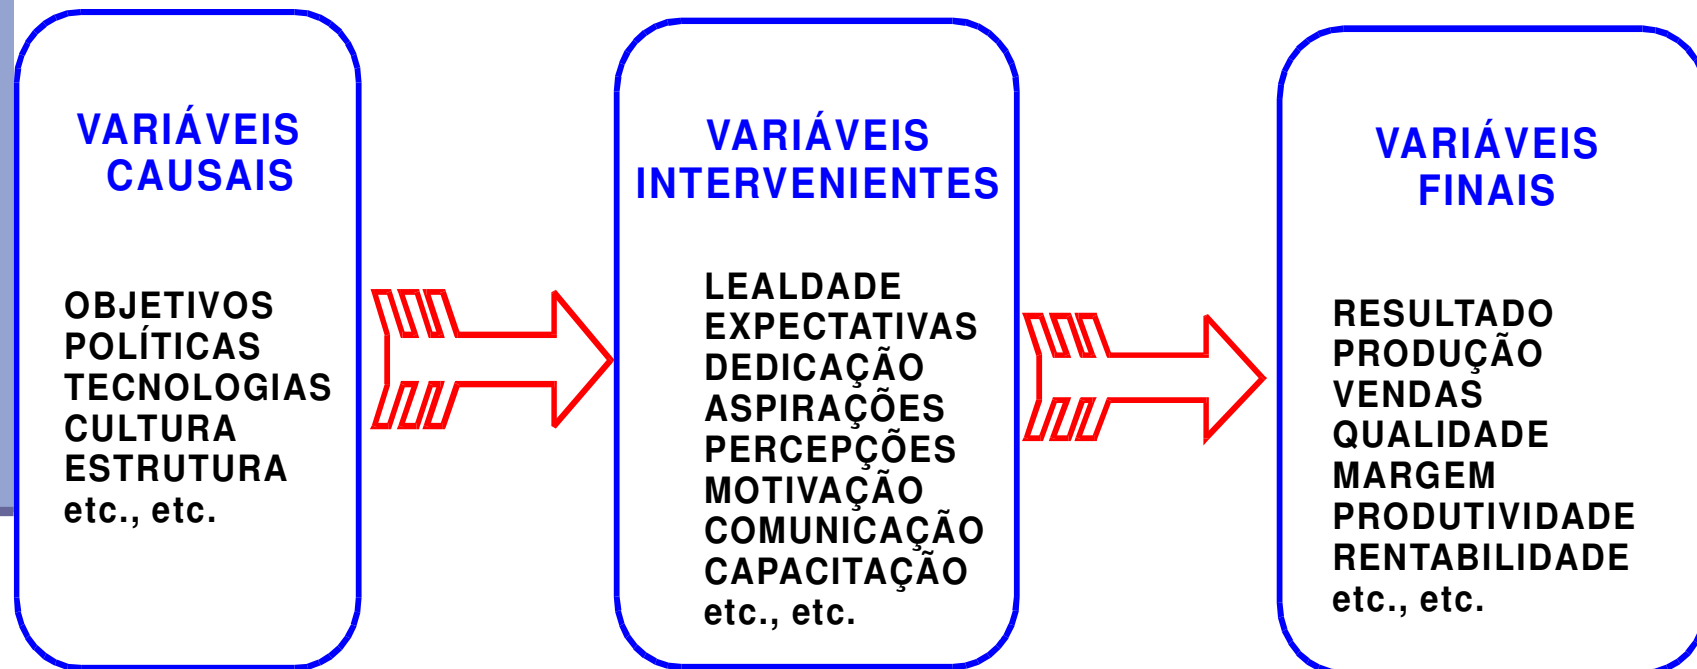 VARIÁVEIS
CAUSAIS
OBJETIVOS
POLÍTICAS
TECNOLOGIAS
CULTURA
ESTRUTURA
etc., etc.
VARIÁVEIS
INTERVENIENTES
LEALDADE
EXPECTATIVAS
DEDICAÇÃO
ASPIRAÇÕES
PERCEPÇÕES
MOTIVAÇÃO
COMUNICAÇÃO
CAPACITAÇÃO
etc., etc.
VARIÁVEIS
FINAIS
RESULTADO
PRODUÇÃO
VENDAS
QUALIDADE
MARGEM
PRODUTIVIDADE
RENTABILIDADE
etc., etc.